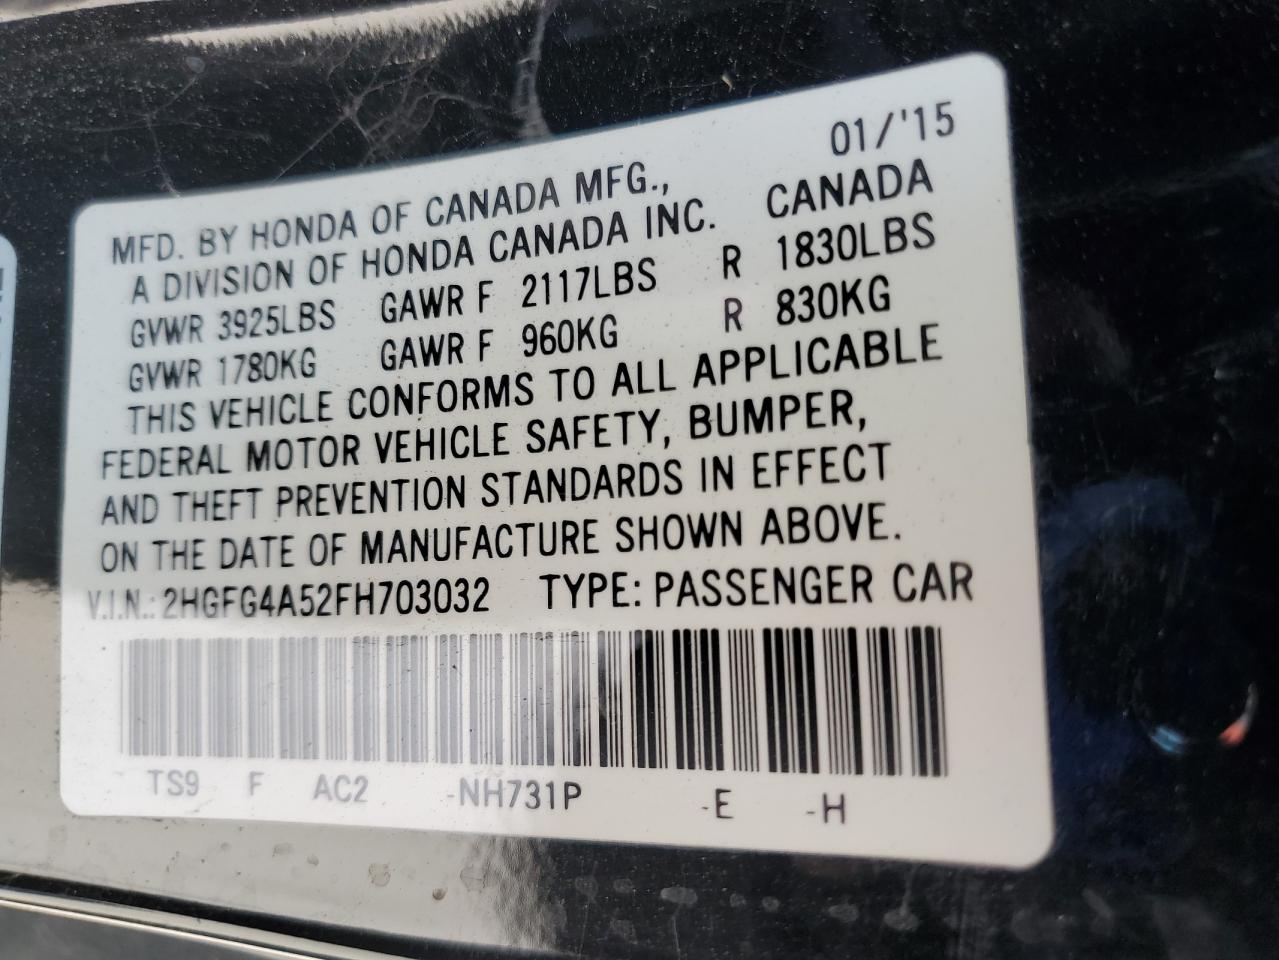 01/'15
MFD. BY HONDA OF CANADA MFG.,
A DIVISION OF HONDA CANADA INC. CANADA
GVWR 3925LBS GAWR F 2117LBS R 1830LBS
GVWR 1780KG GAWR F 960KG R 830KG
THIS VEHICLE CONFORMS TO ALL APPLICABLE
FEDERAL MOTOR VEHICLE SAFETY, BUMPER,
AND THEFT PREVENTION STANDARDS IN EFFECT
ON THE DATE OF MANUFACTURE SHOWN ABOVE.
V.I.N.: 2HGFG4A52FH703032 TYPE: PASSENGER CAR
TS9 F AC2 -NH731P -E -H